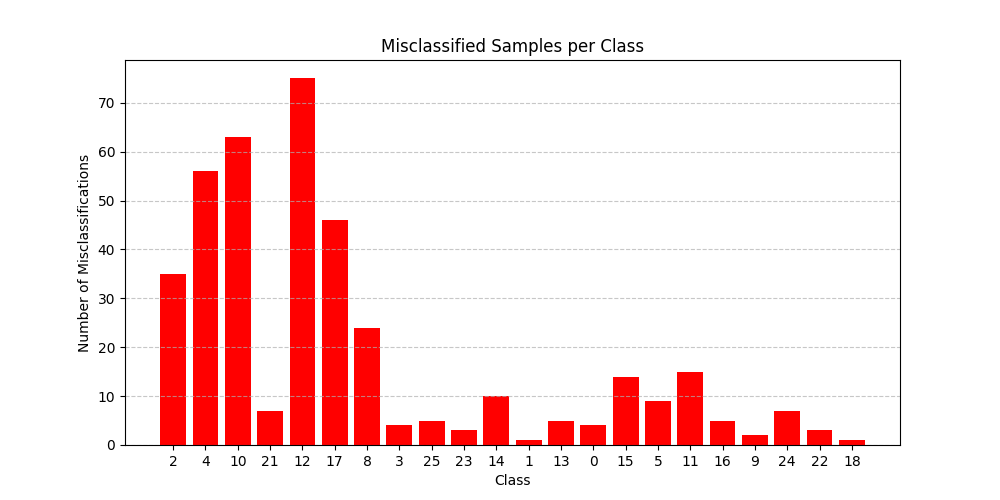 Misclassified Samples per Class
Number of Misclassifications
70
60
50
40
30
20
10
0
2 4 10 21 12 17 8 3 25 23 14 1 13 0 15 5 11 16 9 24 22 18
Class